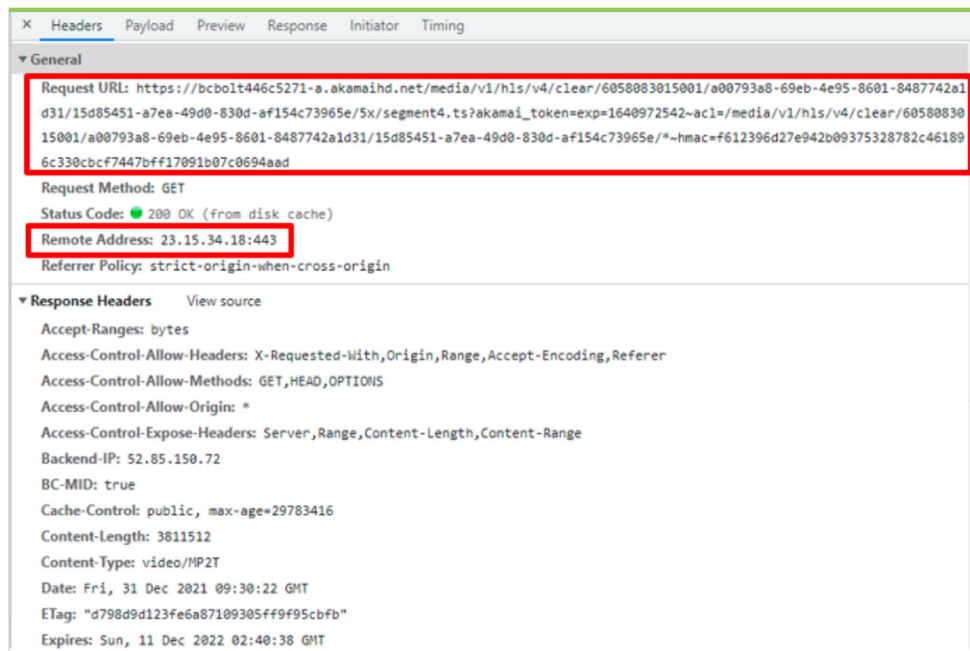 × Headers Payload Preview Response Initiator Timing
▼ General
Request URL: https://bcbolt446c5271-a.akamaihd.net/media/v1/hls/v4/clear/6058083015001/a00793a8-69eb-4e95-8601-8487742a1
d31/15d85451-a7ea-49d0-830d-af154c73965e/5x/segment4.ts?akamai_token=exp=1640972542~acl=/media/v1/hls/v4/clear/60580830
15001/a00793a8-69eb-4e95-8601-8487742a1d31/15d85451-a7ea-49d0-830d-af154c73965e/*~hmac=f612396d27e942b09375328782c46189
6c330cbcf7447bff17091b07c0694aad
Request Method: GET
Status Code: 200 OK (from disk cache)
Remote Address: 23.15.34.18:443
Referrer Policy: strict-origin-when-cross-origin
▼ Response Headers View source
Accept-Ranges: bytes
Access-Control-Allow-Headers: X-Requested-With,Origin,Range,Accept-Encoding,Referer
Access-Control-Allow-Methods: GET,HEAD,OPTIONS
Access-Control-Allow-Origin: *
Access-Control-Expose-Headers: Server,Range,Content-Length,Content-Range
Backend-IP: 52.85.150.72
BC-MID: true
Cache-Control: public, max-age=29783416
Content-Length: 3811512
Content-Type: video/MP2T
Date: Fri, 31 Dec 2021 09:30:22 GMT
ETag: "d798d9d123fe6a87109305ff9f95cbfb"
Expires: Sun, 11 Dec 2022 02:40:38 GMT